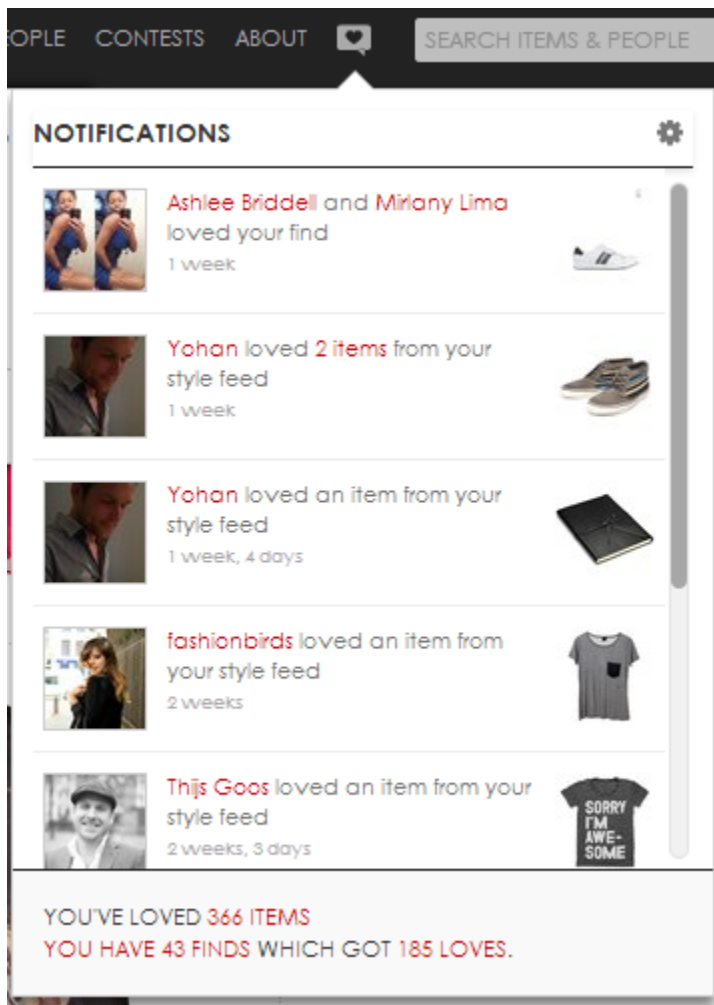 EOPLE CONTESTS ABOUT SEARCH ITEMS & PEOPLE
NOTIFICATIONS
Ashlee Briddell and Mirlany Lima
loved your find
1 week
Yohan loved 2 items from your
style feed
1 week
Yohan loved an item from your
style feed
1 week, 4 days
fashionbirds loved an item from
your style feed
2 weeks
Thijs Goos loved an item from your
style feed
2 weeks, 3 days
SORRY
I'M
AWE-
SOME
YOU'VE LOVED 366 ITEMS
YOU HAVE 43 FINDS WHICH GOT 185 LOVES.